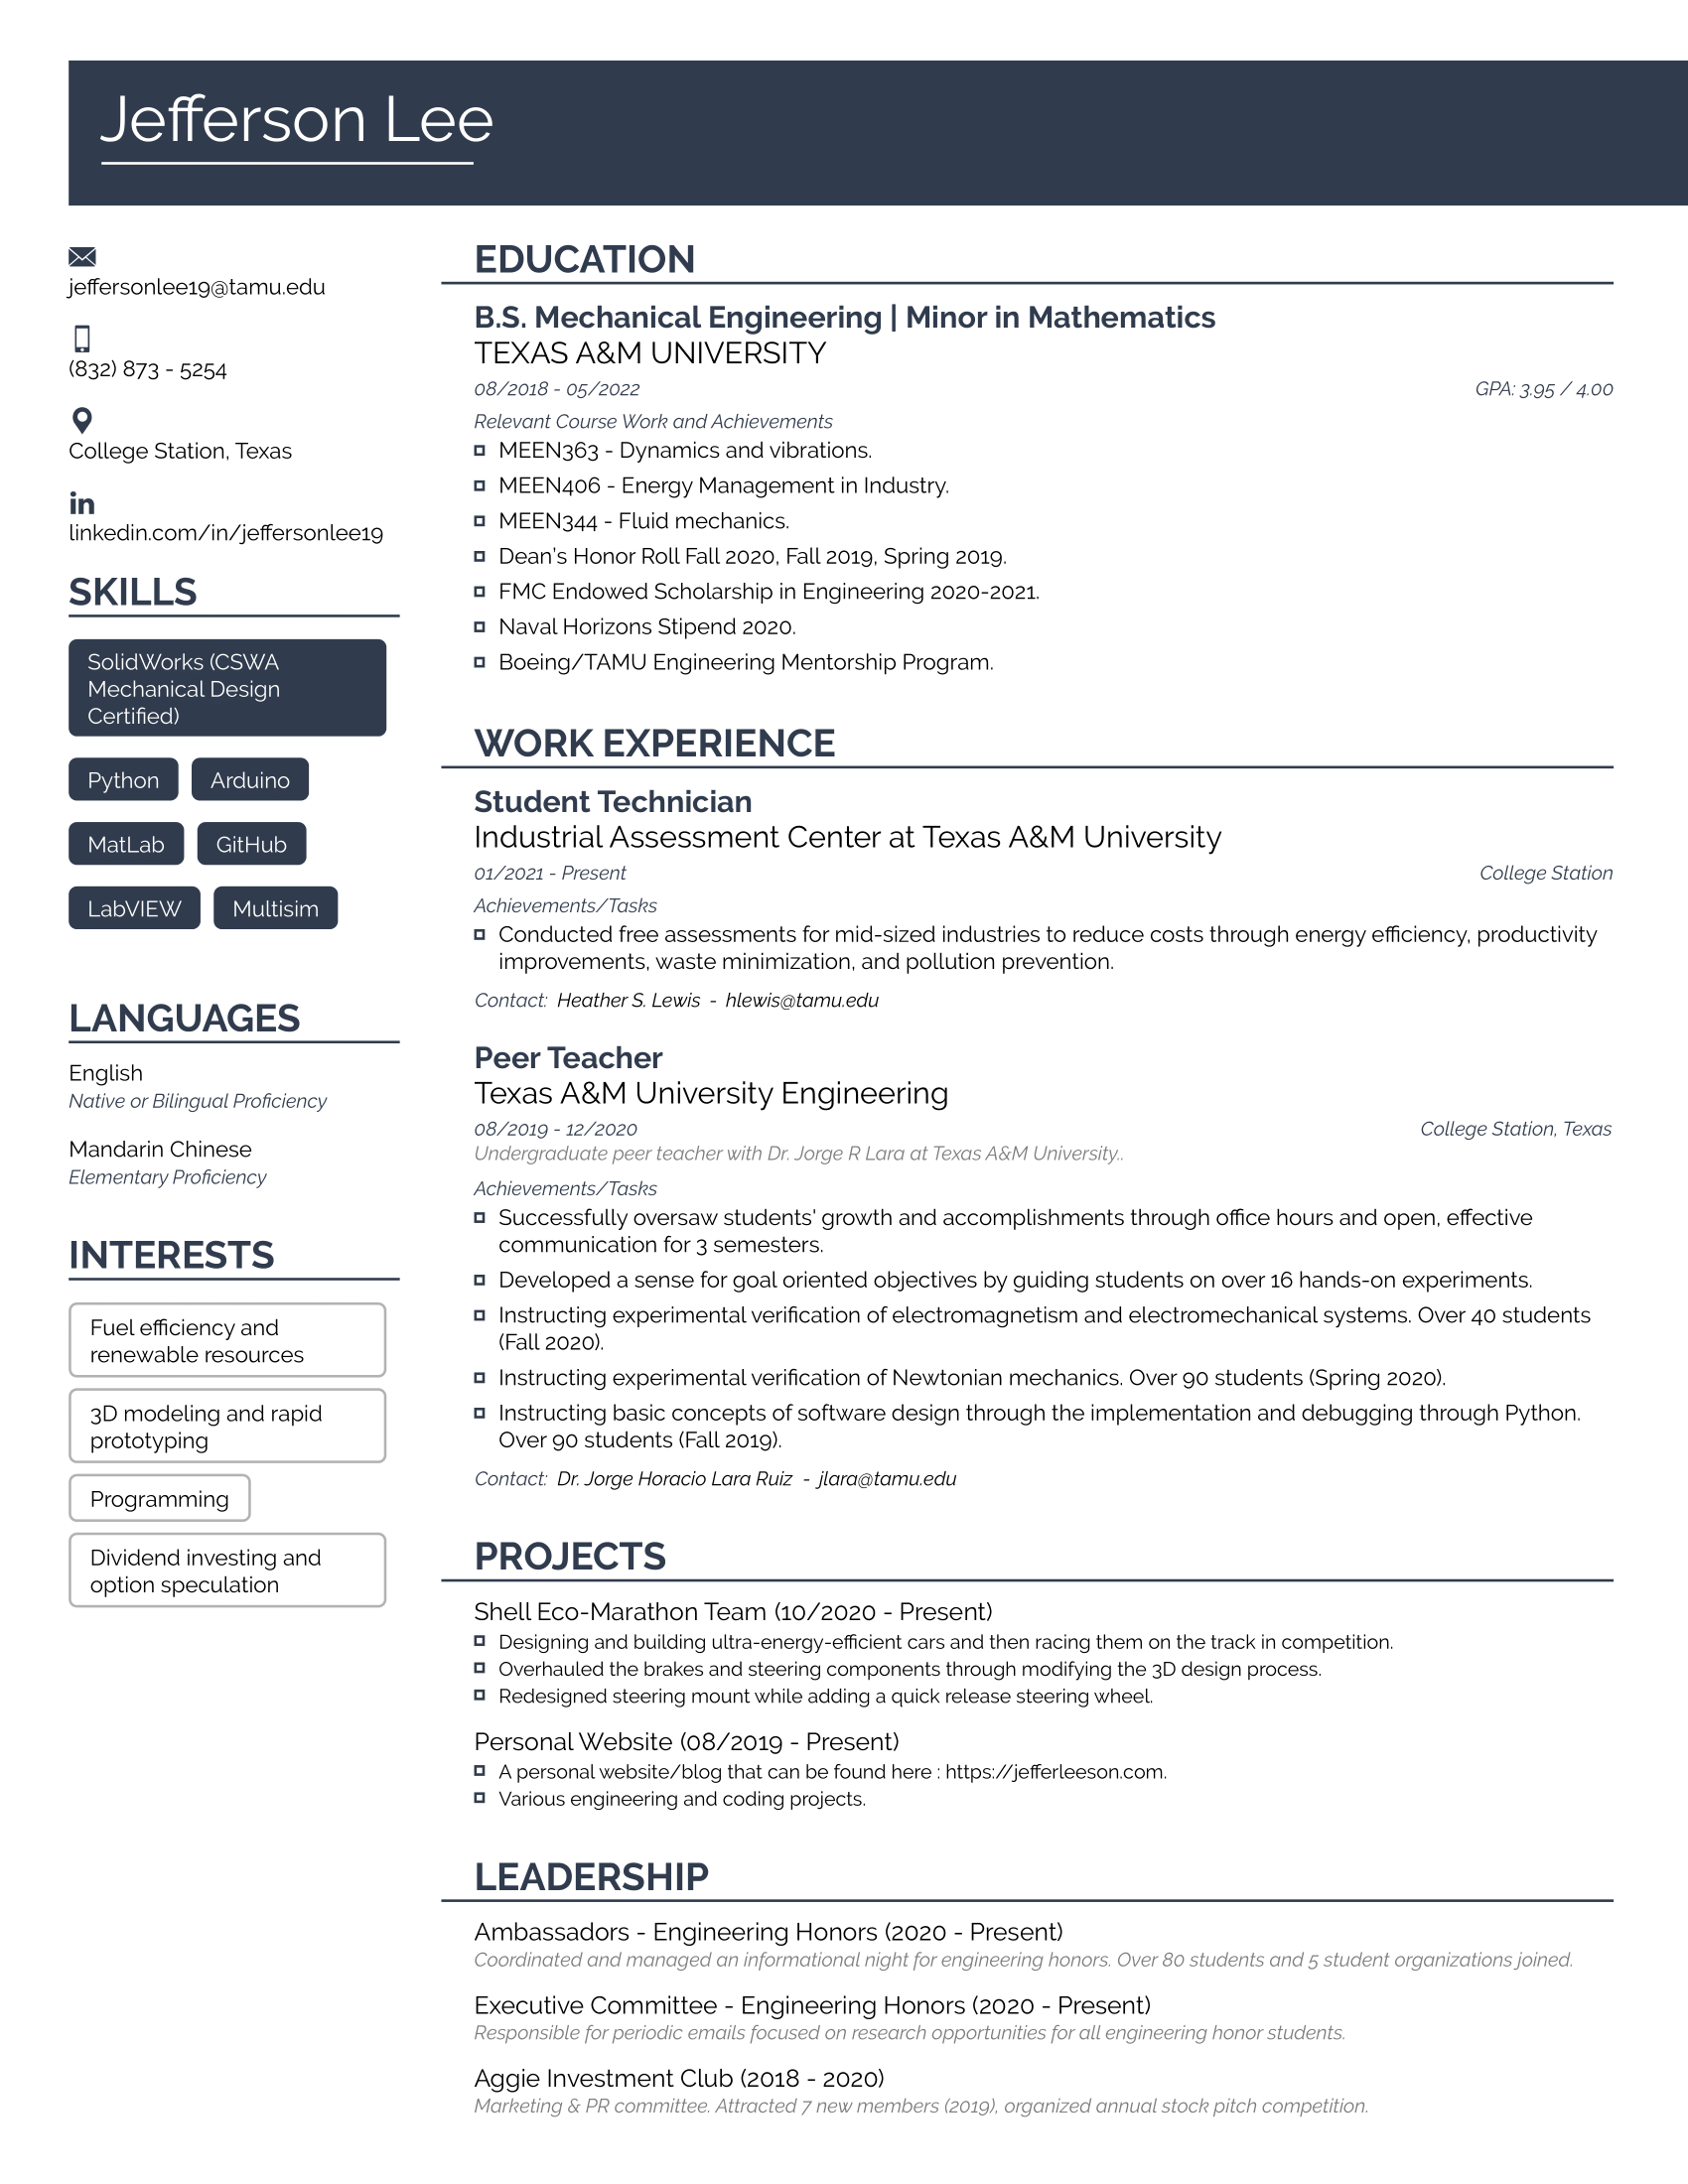 Jefferson Lee
jeffersonlee19@tamu.edu
(832) 873 - 5254
College Station, Texas
in
linkedin.com/in/jeffersonlee19
SKILLS
SolidWorks (CSWA
Mechanical Design
Certified)
Python Arduino
MatLab GitHub
LabVIEW Multisim
LANGUAGES
English
Native or Bilingual Proficiency
Mandarin Chinese
Elementary Proficiency
INTERESTS
Fuel efficiency and
renewable resources
3D modeling and rapid
prototyping
Programming
Dividend investing and
option speculation
EDUCATION
B.S. Mechanical Engineering | Minor in Mathematics
TEXAS A&M UNIVERSITY
08/2018 - 05/2022 GPA: 3.95 / 4.00
Relevant Course Work and Achievements
MEEN363 - Dynamics and vibrations.
MEEN406 - Energy Management in Industry.
MEEN344 - Fluid mechanics.
Dean's Honor Roll Fall 2020, Fall 2019, Spring 2019.
FMC Endowed Scholarship in Engineering 2020-2021.
Naval Horizons Stipend 2020.
Boeing/TAMU Engineering Mentorship Program.
WORK EXPERIENCE
Student Technician
Industrial Assessment Center at Texas A&M University
01/2021 - Present College Station
Achievements/Tasks
Conducted free assessments for mid-sized industries to reduce costs through energy efficiency, productivity
improvements, waste minimization, and pollution prevention.
Contact: Heather S. Lewis - hlewis@tamu.edu
Peer Teacher
Texas A&M University Engineering
08/2019 - 12/2020 College Station, Texas
Undergraduate peer teacher with Dr. Jorge R Lara at Texas A&M University..
Achievements/Tasks
Successfully oversaw students' growth and accomplishments through office hours and open, effective
communication for 3 semesters.
Developed a sense for goal oriented objectives by guiding students on over 16 hands-on experiments.
Instructing experimental verification of electromagnetism and electromechanical systems. Over 40 students
(Fall 2020).
Instructing experimental verification of Newtonian mechanics. Over 90 students (Spring 2020).
Instructing basic concepts of software design through the implementation and debugging through Python.
Over 90 students (Fall 2019).
Contact: Dr. Jorge Horacio Lara Ruiz - jlara@tamu.edu
PROJECTS
Shell Eco-Marathon Team (10/2020 - Present)
Designing and building ultra-energy-efficient cars and then racing them on the track in competition.
Overhauled the brakes and steering components through modifying the 3D design process.
Redesigned steering mount while adding a quick release steering wheel.
Personal Website (08/2019 - Present)
A personal website/blog that can be found here : https://jefferleeson.com.
Various engineering and coding projects.
LEADERSHIP
Ambassadors - Engineering Honors (2020 - Present)
Coordinated and managed an informational night for engineering honors. Over 80 students and 5 student organizations joined.
Executive Committee - Engineering Honors (2020 - Present)
Responsible for periodic emails focused on research opportunities for all engineering honor students.
Aggie Investment Club (2018 - 2020)
Marketing & PR committee. Attracted 7 new members (2019), organized annual stock pitch competition.